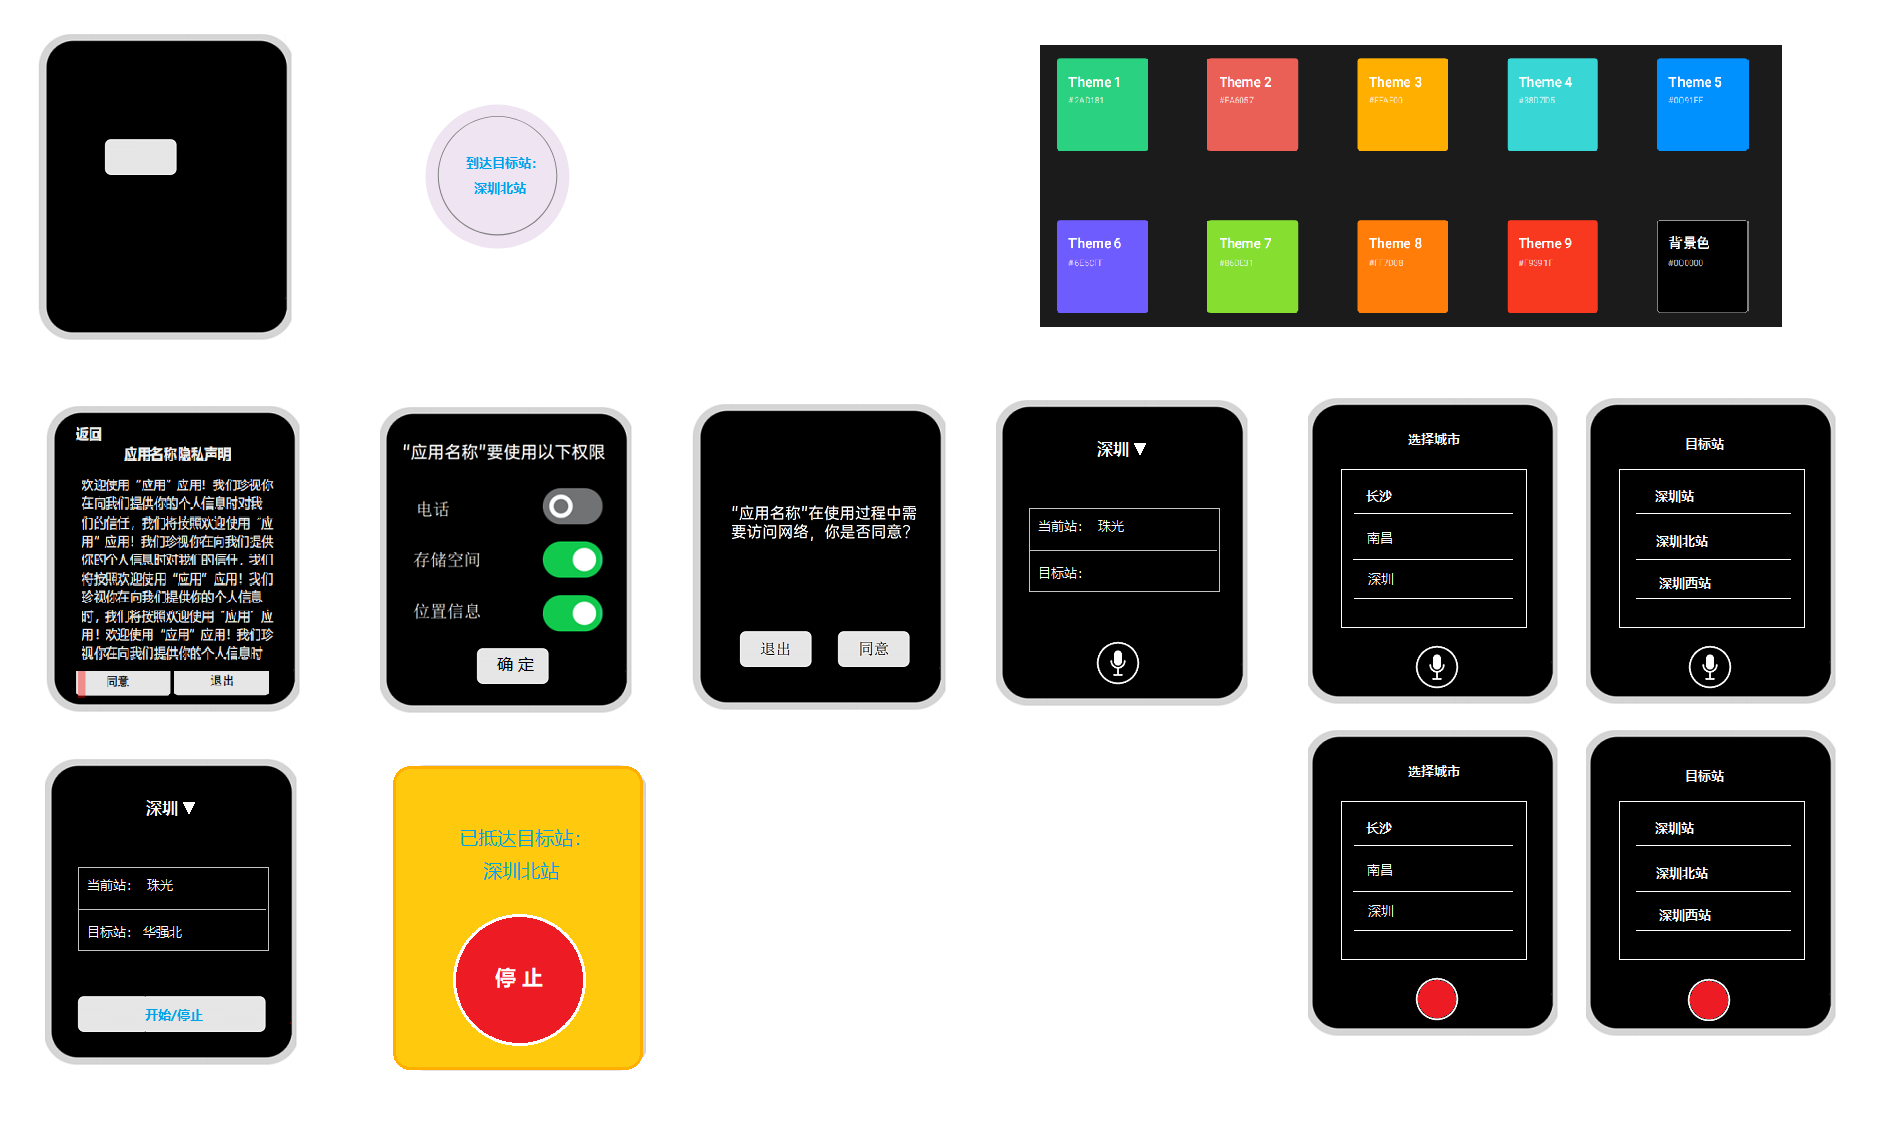 到达目标站：
深圳北站
Theme 1
#2AD181
Theme 2
#FA6057
Theme 3
#FFAF00
Theme 4
#38D7D5
Theme 5
#0091FF
Theme 6
#6E5CFF
Theme 7
#86DE31
Theme 8
#FF7D0B
Theme 9
背景色
#000000
返回
应用名称隐私声明
欢迎使用“应用”应用！我们珍视你
在向我们提供你的个人信息时对我
们的信任，我们将按照欢迎使用“应
用”应用！我们珍视你在向我们提供
你的个人信息时对我们的信任，我们
将按照欢迎使用“应用”应用！我们
珍视你在向我们提供你的个人信息
时，我们将按照欢迎使用“应用”应
用！欢迎使用“应用”应用！我们珍
视你在向我们提供你的个人信息时
同意
退出
“应用名称”要使用以下权限
电话
存储空间
位置信息
确 定
“应用名称”在使用过程中需
要访问网络，你是否同意？
退出
同意
深圳▼
当前站： 珠光
目标站：
选择城市
长沙
南昌
深圳
目标站
深圳站
深圳北站
深圳西站
深圳▼
当前站： 珠光
目标站： 华强北
开始/停止
已抵达目标站：
深圳北站
停 止
选择城市
长沙
南昌
深圳
目标站
深圳站
深圳北站
深圳西站